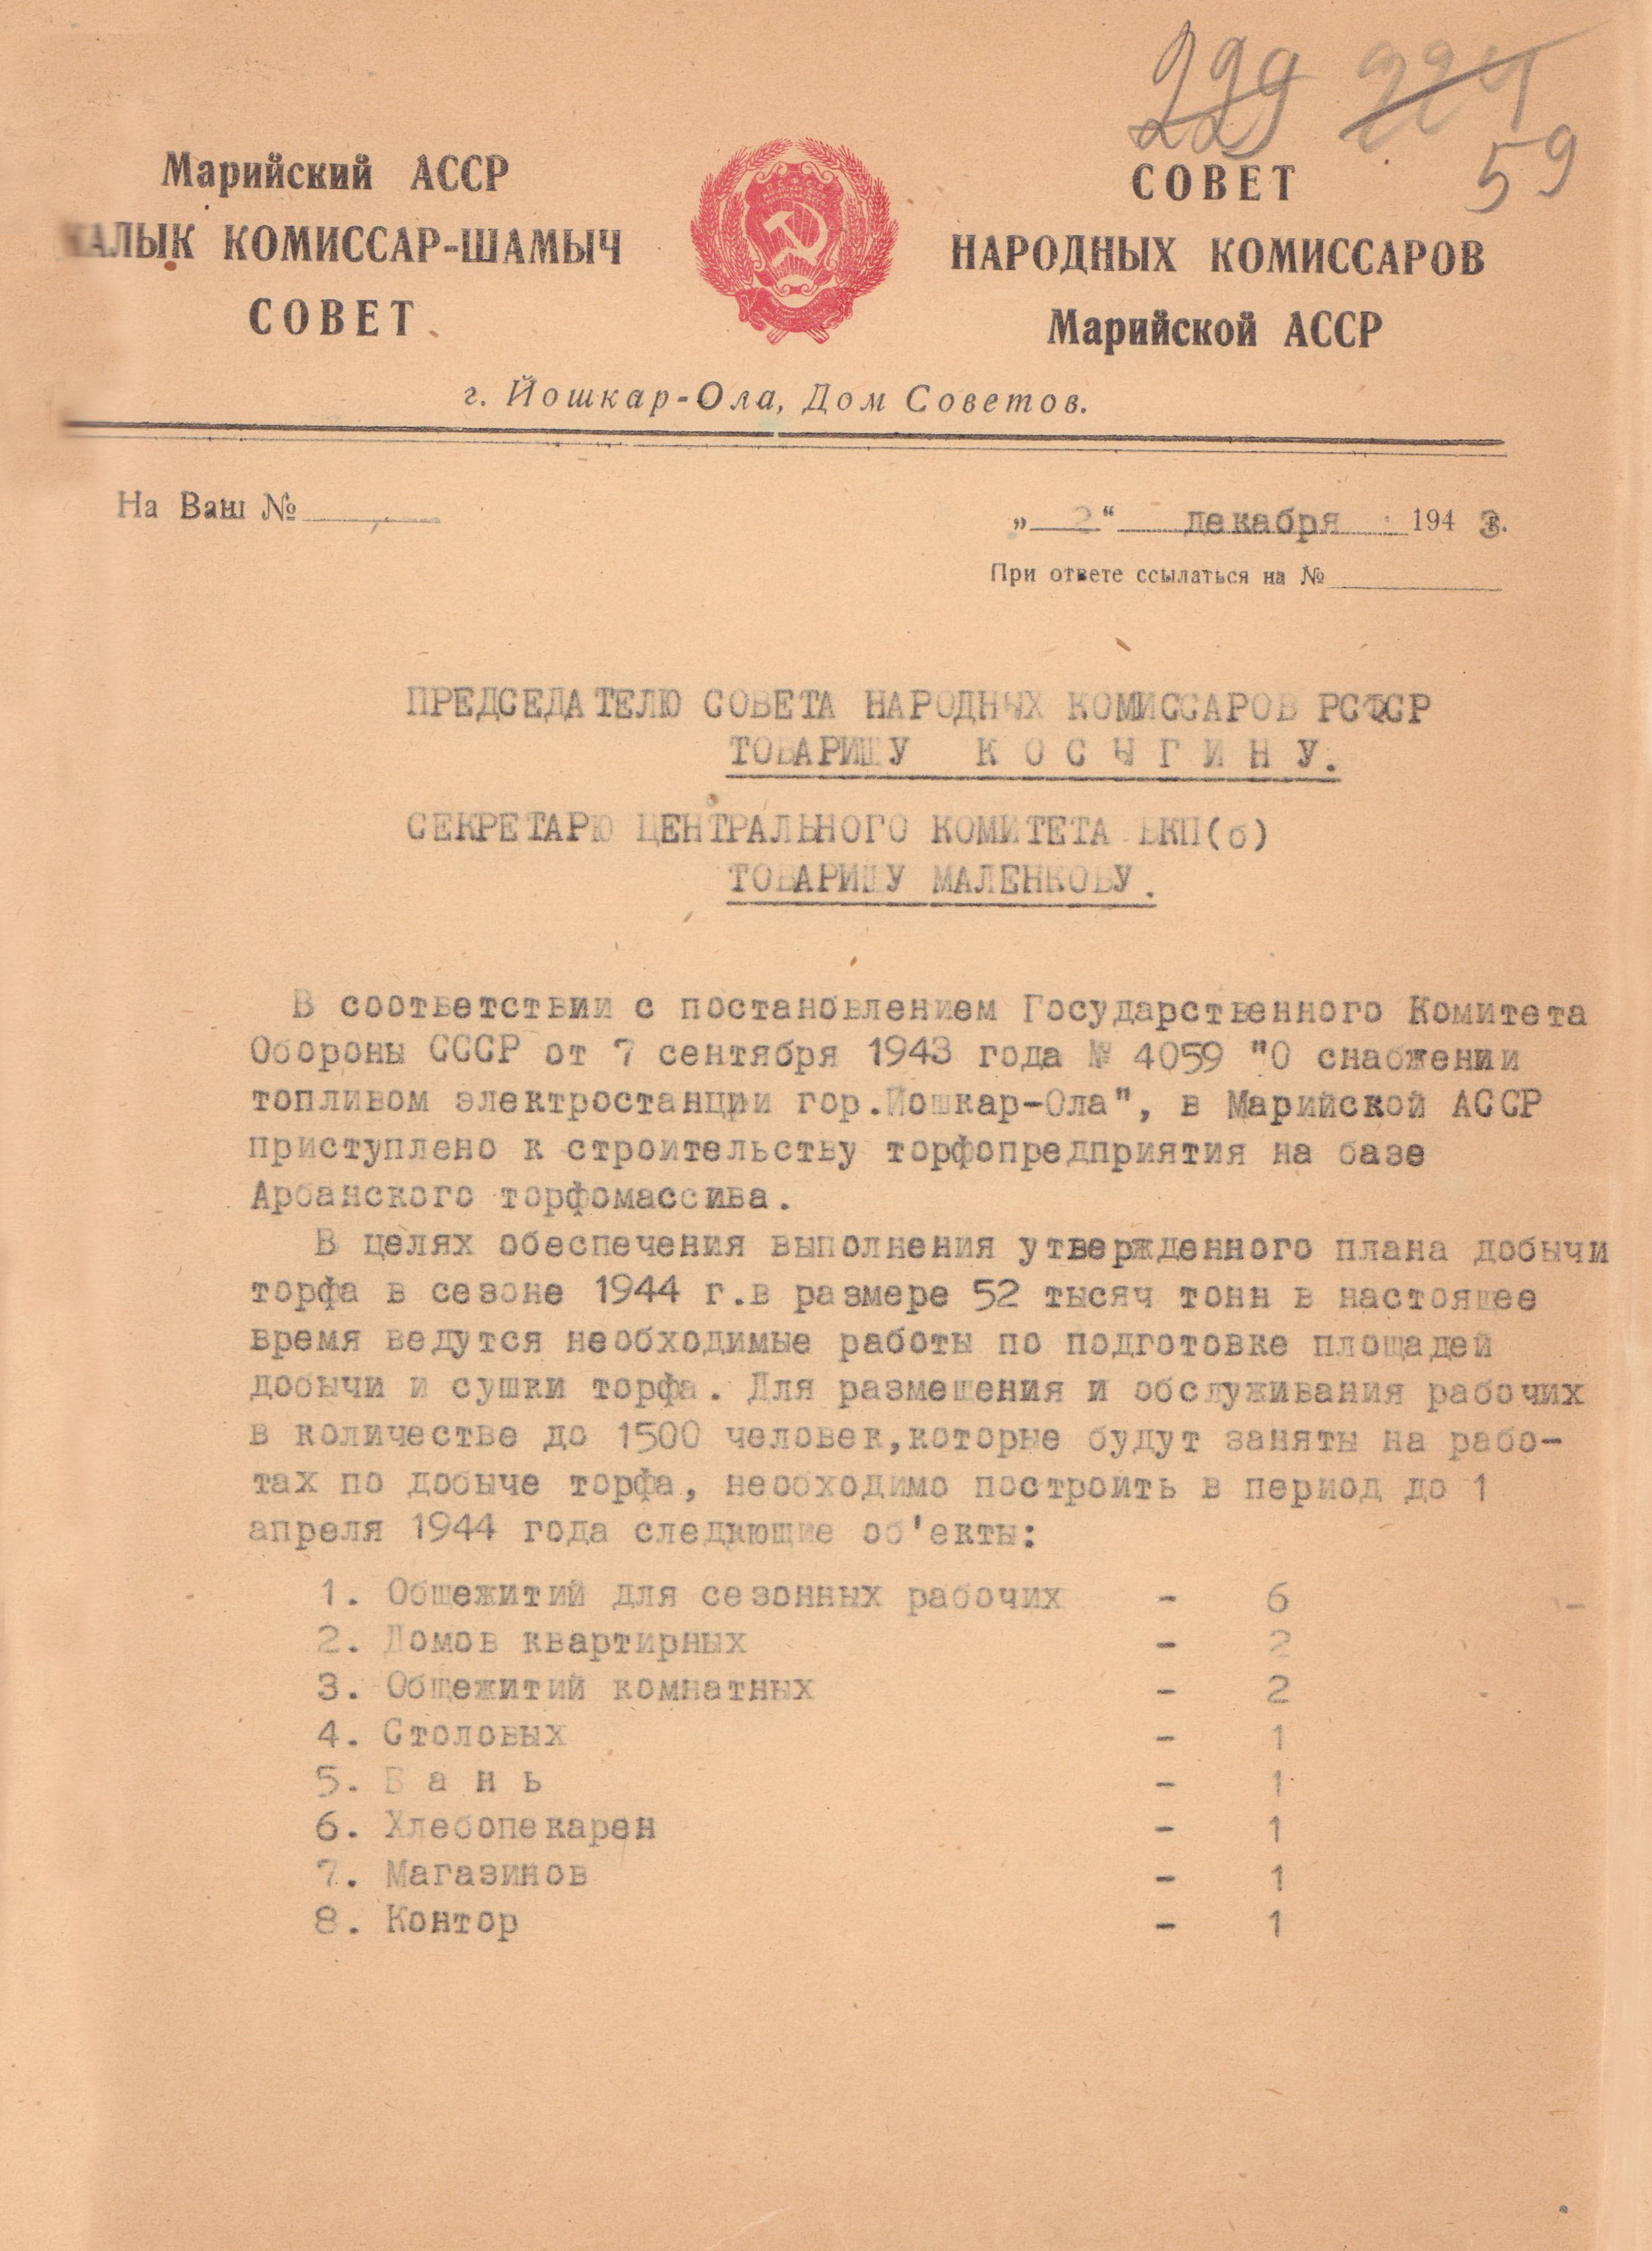 229 224
59
Марийский АССР
КАЛЫК КОМИССАР-ШАМЫЧ
СОВЕТ
СОВЕТ
НАРОДНЫХ КОМИССАРОВ
Марийской АССР
г. Йошкар-Ола, Дом Советов.
На Ваш №
„ 2 “ декабря 194 3 г.
При ответе ссылаться на №
ПРЕДСЕДАТЕЛЮ СОВЕТА НАРОДНЫХ КОМИССАРОВ РСФСР
ТОВАРИЩУ К О С Ы Г И Н У.
СЕКРЕТАРЮ ЦЕНТРАЛЬНОГО КОМИТЕТА ВКП(б)
ТОВАРИЩУ МАЛЕНКОВУ.
В соответствии с постановлением Государственного Комитета
Обороны СССР от 7 сентября 1943 года № 4059 "О снабжении
топливом электростанции гор.Йошкар-Ола", в Марийской АССР
приступлено к строительству торфопредприятия на базе
Арбанского торфомассива.
В целях обеспечения выполнения утвержденного плана добычи
торфа в сезоне 1944 г.в размере 52 тысяч тонн в настоящее
время ведутся необходимые работы по подготовке площадей
добычи и сушки торфа. Для размещения и обслуживания рабочих
в количестве до 1500 человек,которые будут заняты на рабо-
тах по добыче торфа, необходимо построить в период до 1
апреля 1944 года следующие об'екты:
1. Общежитий для сезонных рабочих - 6
2. Домов квартирных - 2
3. Общежитий комнатных - 2
4. Столовых - 1
5. Б а н ь - 1
6. Хлебопекарен - 1
7. Магазинов - 1
8. Контор - 1